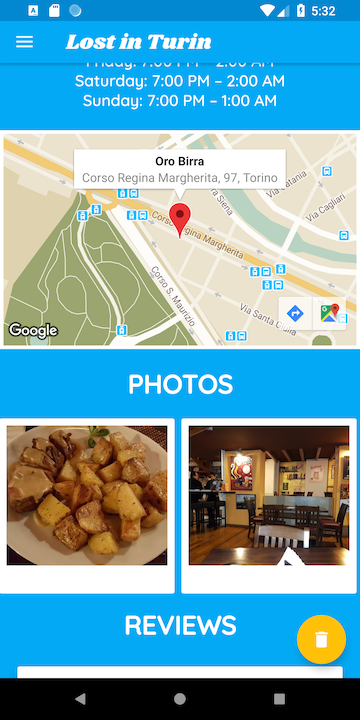 5:32
Lost in Turin
Friday: 7:00 PM – 2:00 AM
Saturday: 7:00 PM – 2:00 AM
Sunday: 7:00 PM – 1:00 AM
Oro Birra
Corso Regina Margherita, 97, Torino
Via Catania
Via Cagliari
Corso Regina Margherita
Corso S. Maurizio
Via Santa Giulia
Google
PHOTOS
REVIEWS